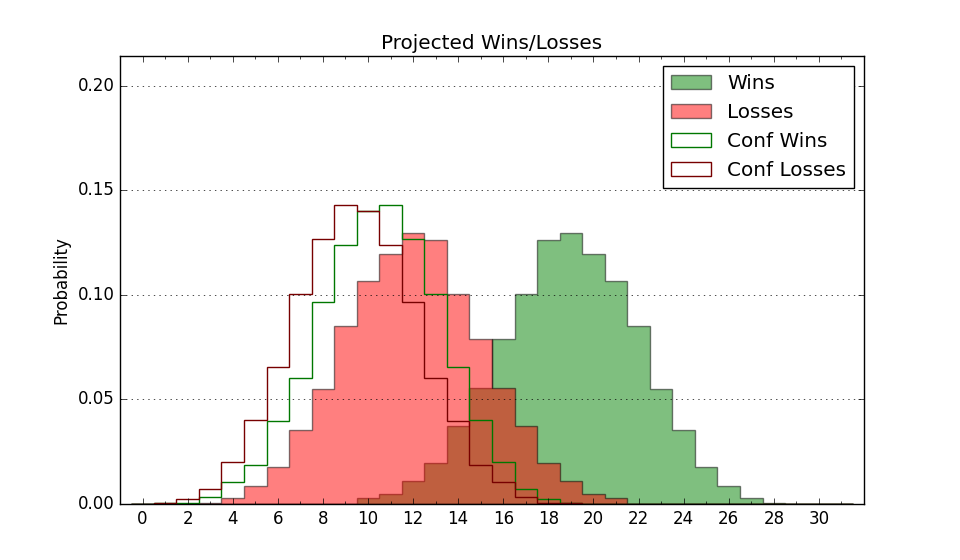 Projected Wins/Losses
Wins
Losses
Conf Wins
Conf Losses
Probability
0.20
0.15
0.10
0.05
0.00
0 2 4 6 8 10 12 14 16 18 20 22 24 26 28 30